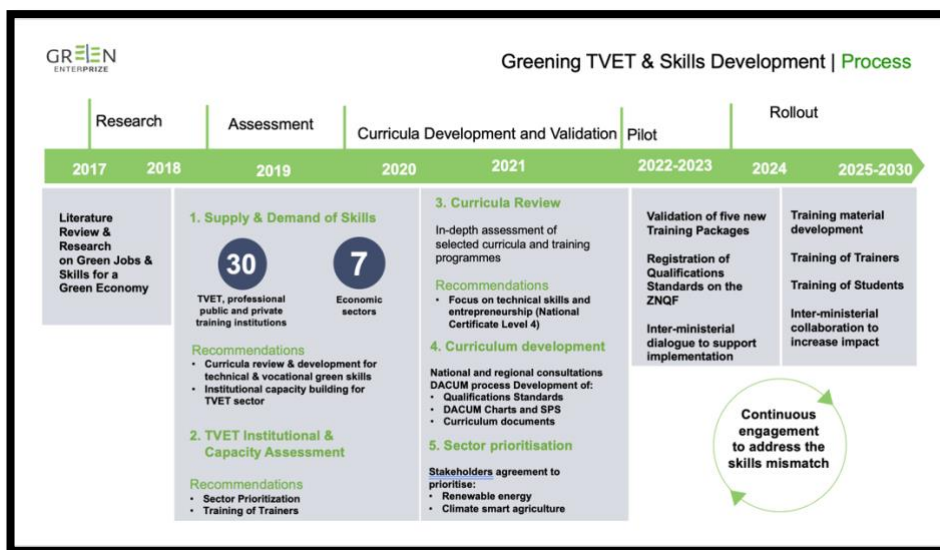 GREEN
ENTERPRIZE
Greening TVET & Skills Development | Process
Research
Assessment
Curricula Development and Validation
Pilot
Rollout
2017
2018
2019
2020
2021
2022-2023
2024
2025-2030
Literature
Review &
Research
on Green Jobs &
Skills for a
Green Economy
1. Supply & Demand of Skills
30
TVET, professional
public and private
training institutions
7
Economic
sectors
Recommendations
• Curricula review & development for
technical & vocational green skills
• Institutional capacity building for
TVET sector
2. TVET Institutional &
Capacity Assessment
Recommendations
• Sector Prioritization
• Training of Trainers
3. Curricula Review
In-depth assessment of
selected curricula and training
programmes
Recommendations
• Focus on technical skills and
entrepreneurship (National
Certificate Level 4)
4. Curriculum development
National and regional consultations
DACUM process Development of:
• Qualifications Standards
• DACUM Charts and SPS
• Curriculum documents
5. Sector prioritisation
Stakeholders agreement to
prioritise:
• Renewable energy
• Climate smart agriculture
Validation of five new
Training Packages
Registration of
Qualifications
Standards on the
ZNQF
Inter-ministerial
dialogue to support
implementation
Training material
development
Training of Trainers
Training of Students
Inter-ministerial
collaboration to
increase impact
Continuous
engagement
to address the
skills mismatch